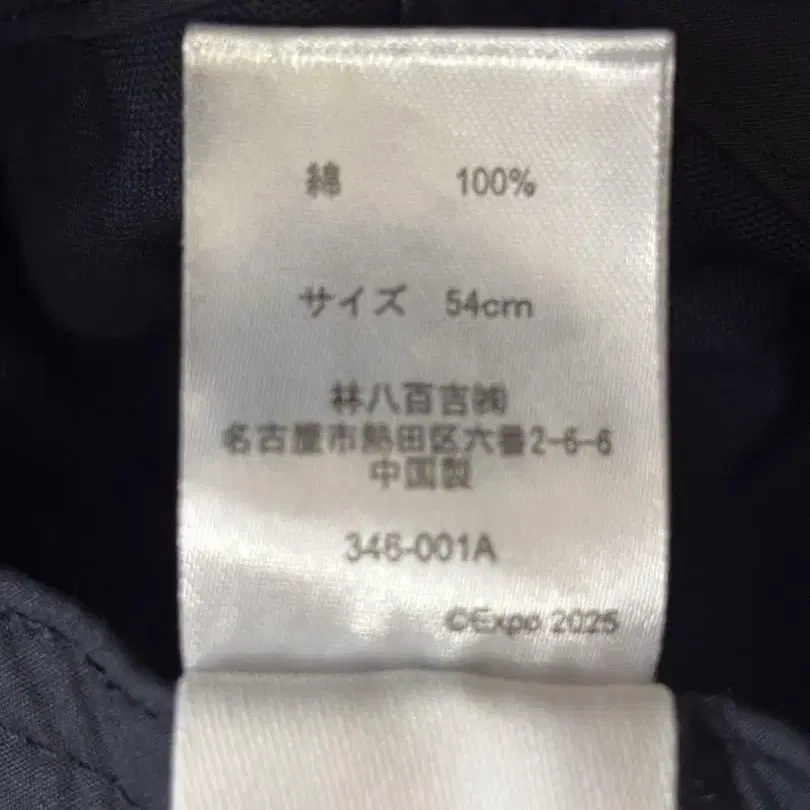 綿 100%
サイズ 54cm
林八百吉㈱
名古屋市熱田区六番2-6-6
中国製
346-001A
©Expo 2025